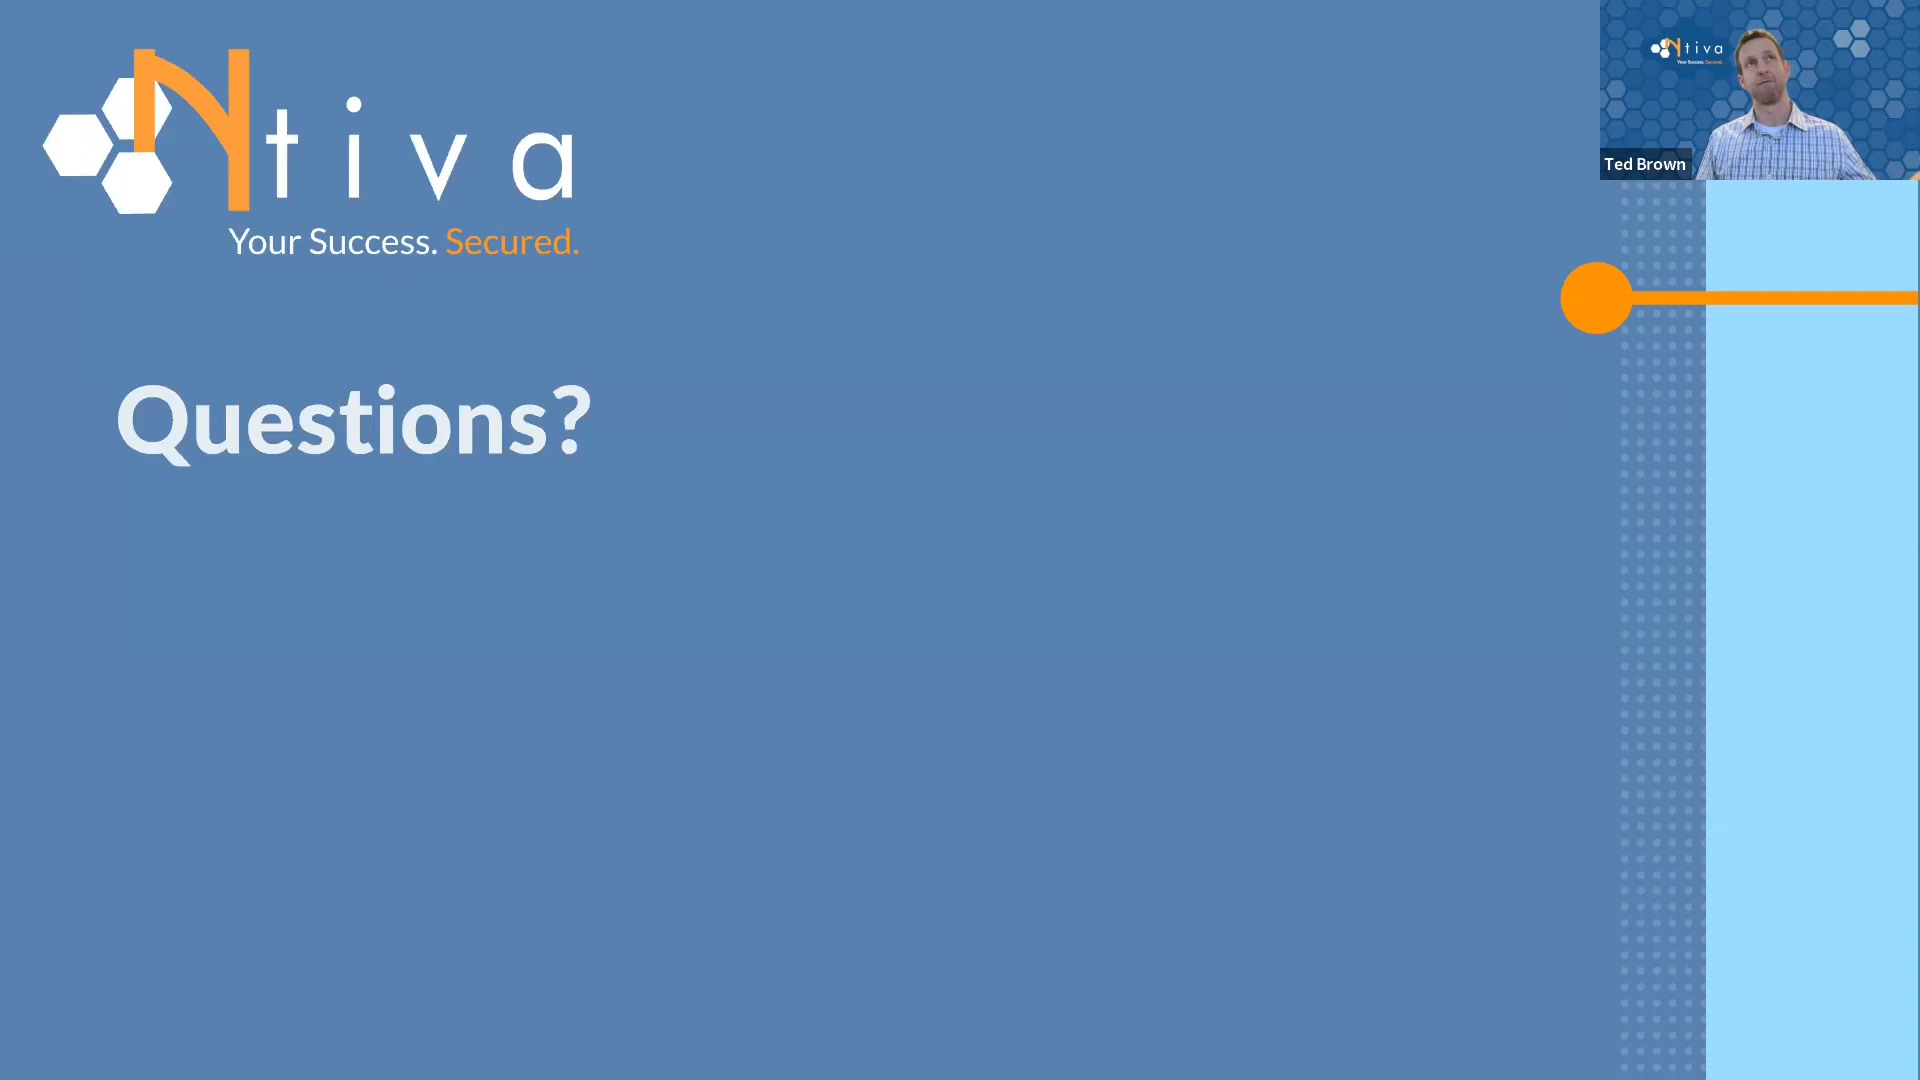 Ntiva
Your Success. Secured.
Questions?
Ntiva
Your Success. Secured.
Ted Brown